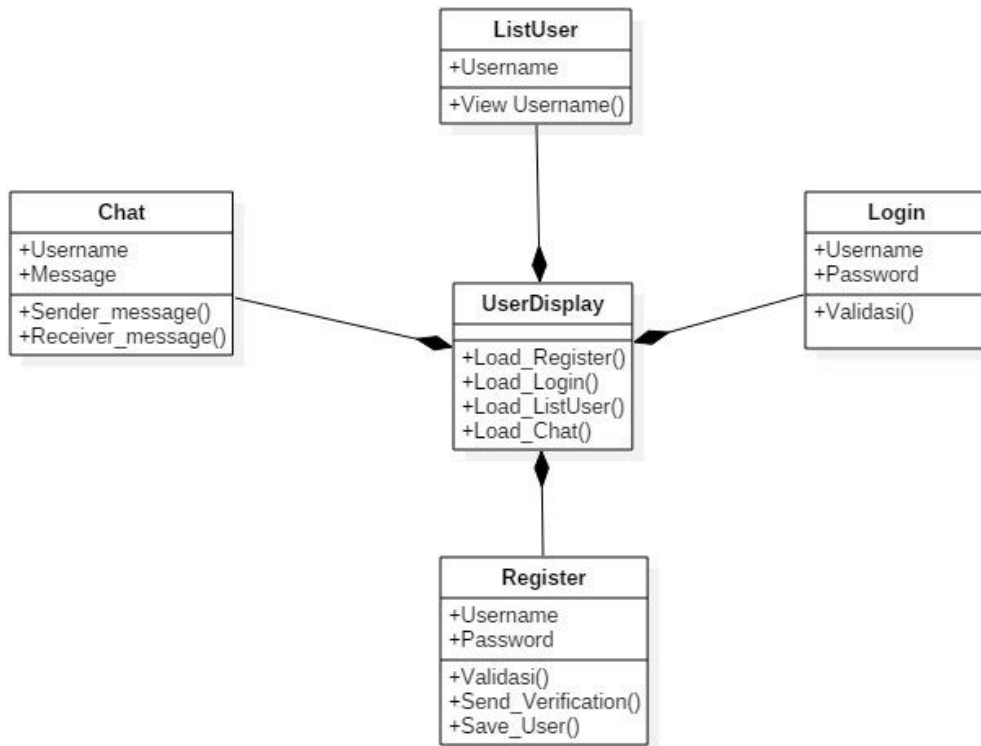 ListUser
+Username
+View Username()
Chat
+Username
+Message
+Sender_message()
+Receiver_message()
Login
+Username
+Password
+Validasi()
UserDisplay
+Load_Register()
+Load_Login()
+Load_ListUser()
+Load_Chat()
Register
+Username
+Password
+Validasi()
+Send_Verification()
+Save_User()